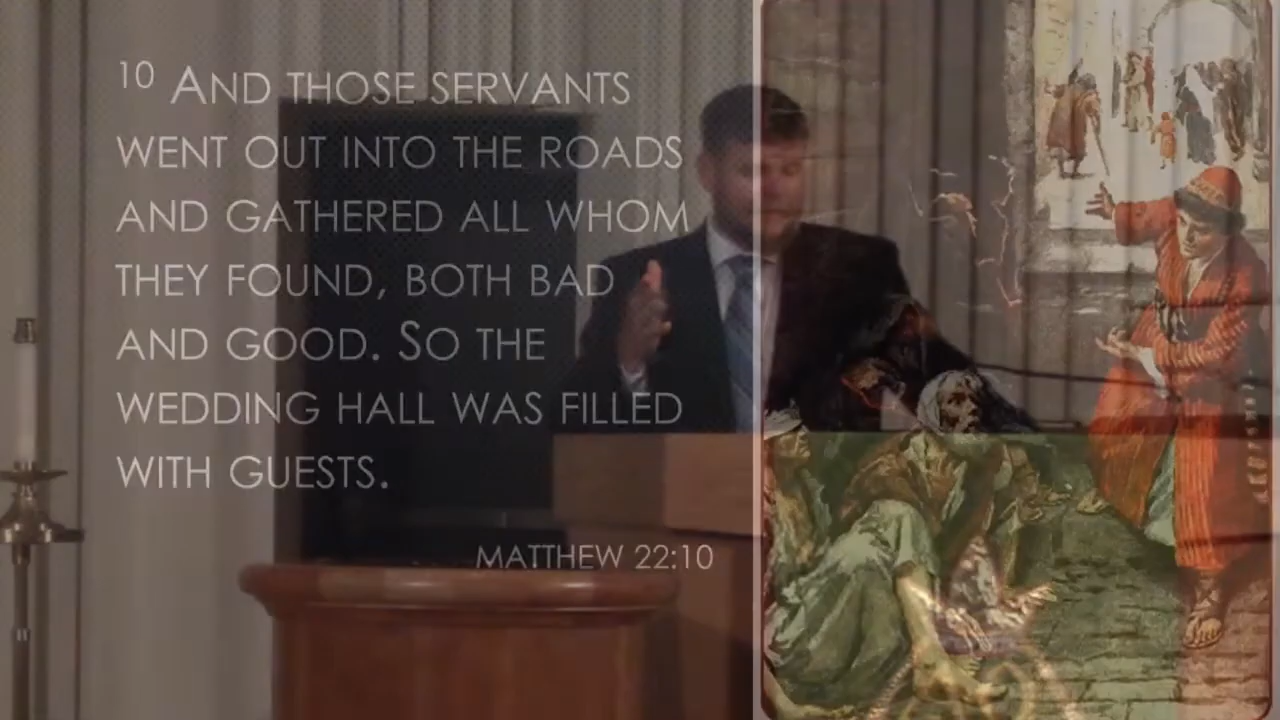 10 And those servants
went out into the roads
and gathered all whom
they found, both bad
and good. So the
wedding hall was filled
with guests.
Matthew 22:10